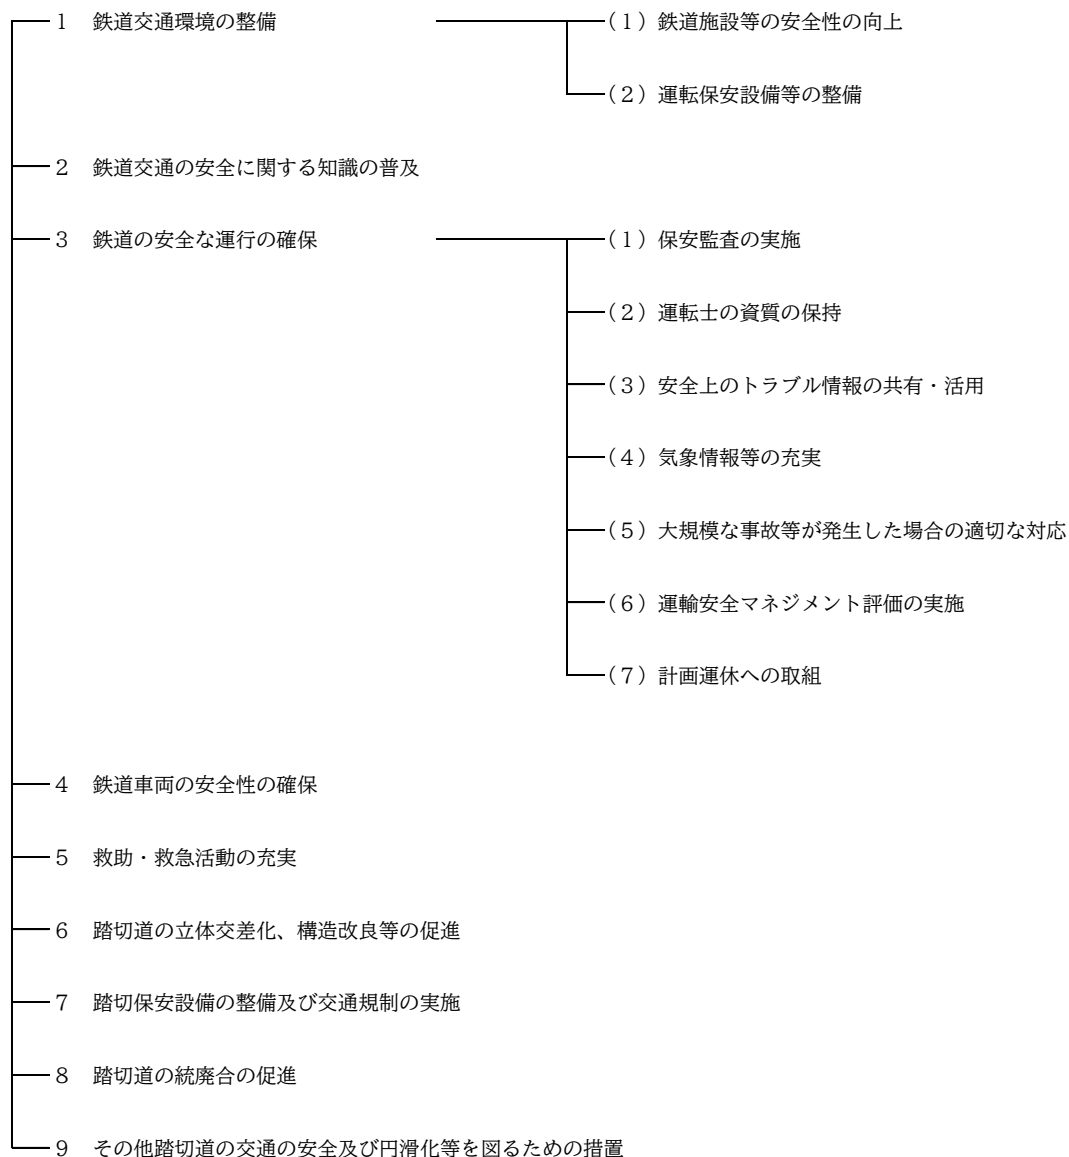 １　鉄道交通環境の整備
（１）鉄道施設等の安全性の向上
（２）運転保安設備等の整備
２　鉄道交通の安全に関する知識の普及
３　鉄道の安全な運行の確保
（１）保安監査の実施
（２）運転士の資質の保持
（３）安全上のトラブル情報の共有・活用
（４）気象情報等の充実
（５）大規模な事故等が発生した場合の適切な対応
（６）運輸安全マネジメント評価の実施
（７）計画運休への取組
４　鉄道車両の安全性の確保
５　救助・救急活動の充実
６　踏切道の立体交差化、構造改良等の促進
７　踏切保安設備の整備及び交通規制の実施
８　踏切道の統廃合の促進
９　その他踏切道の交通の安全及び円滑化等を図るための措置